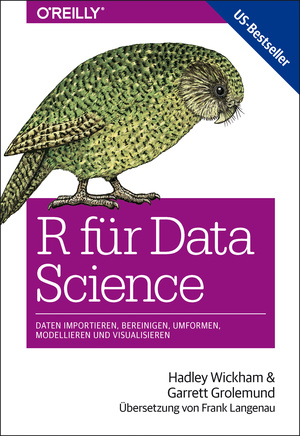 O'REILLY®
US-Bestseller
R für Data
Science
DATEN IMPORTIEREN, BEREINIGEN, UMFORMEN,
MODELLIEREN UND VISUALISIEREN
Hadley Wickham &
Garrett Grolemund
Übersetzung von Frank Langenau